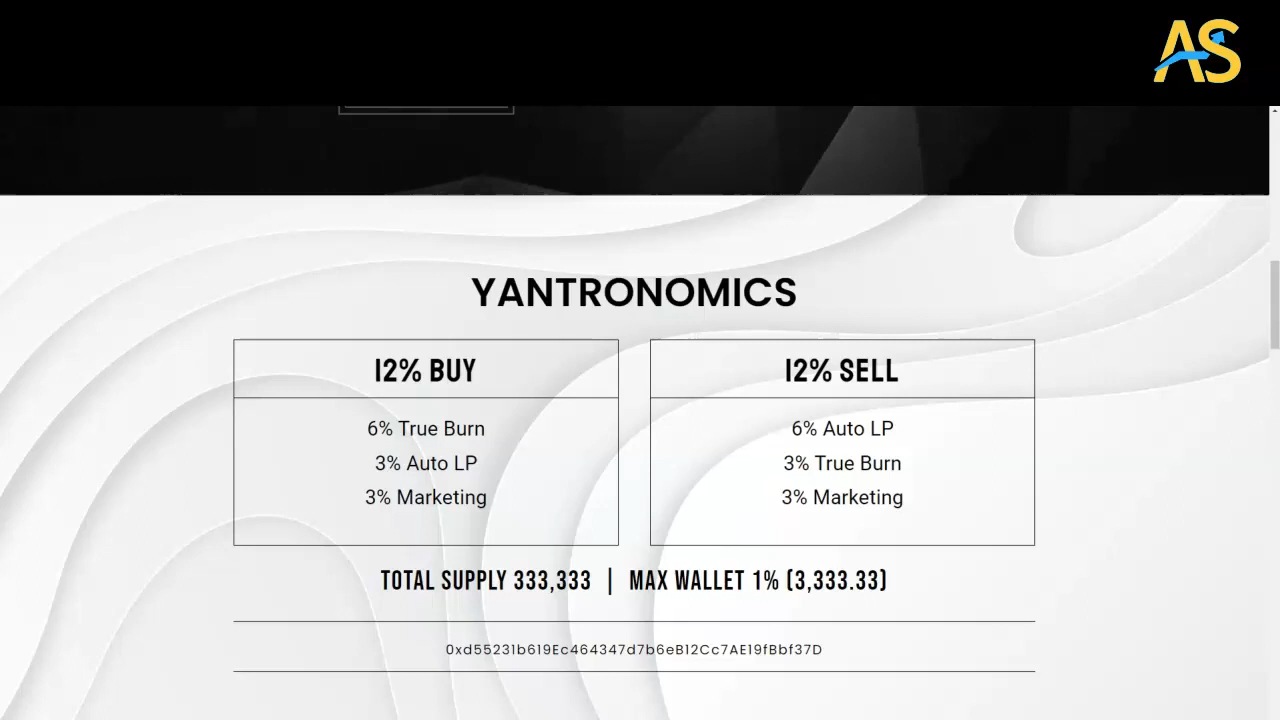 AS
YANTRONOMICS
12% BUY
6% True Burn
3% Auto LP
3% Marketing
12% SELL
6% Auto LP
3% True Burn
3% Marketing
TOTAL SUPPLY 333,333 | MAX WALLET 1% (3,333.33)
0xd55231b619Ec464347d7b6eB12Cc7AE19fBbf37D